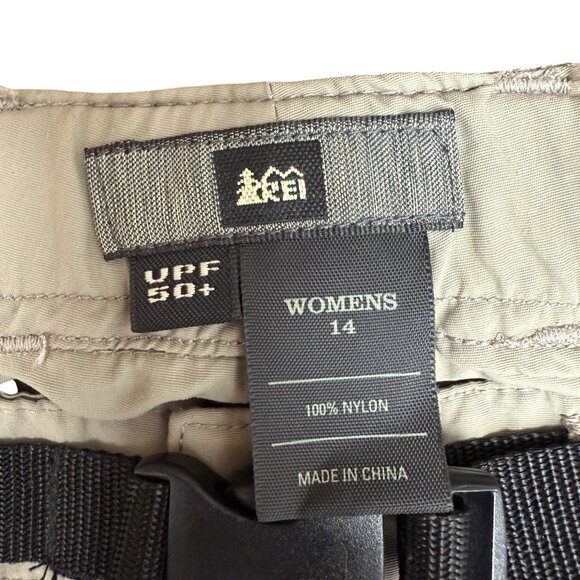 REI
UPF
50+
WOMENS
14
100% NYLON
MADE IN CHINA